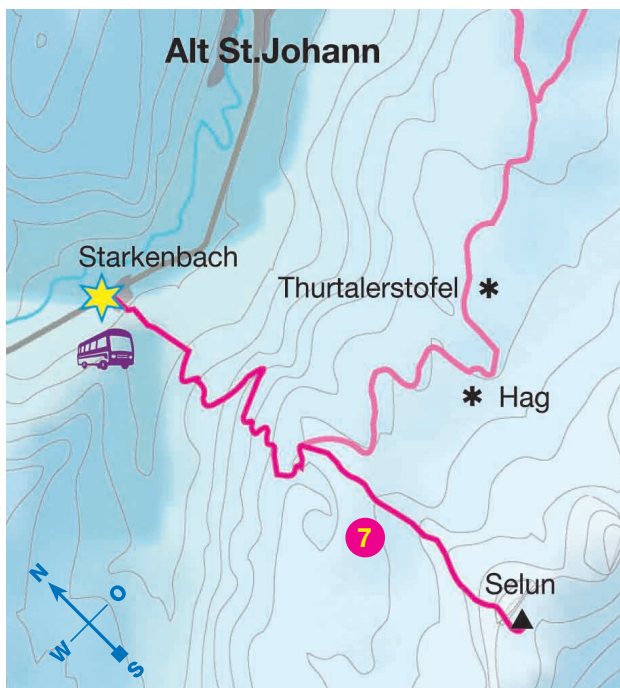 Alt St.Johann
Starkenbach
Thurtalerstofel
Hag
7
Selun
N
O
W
S